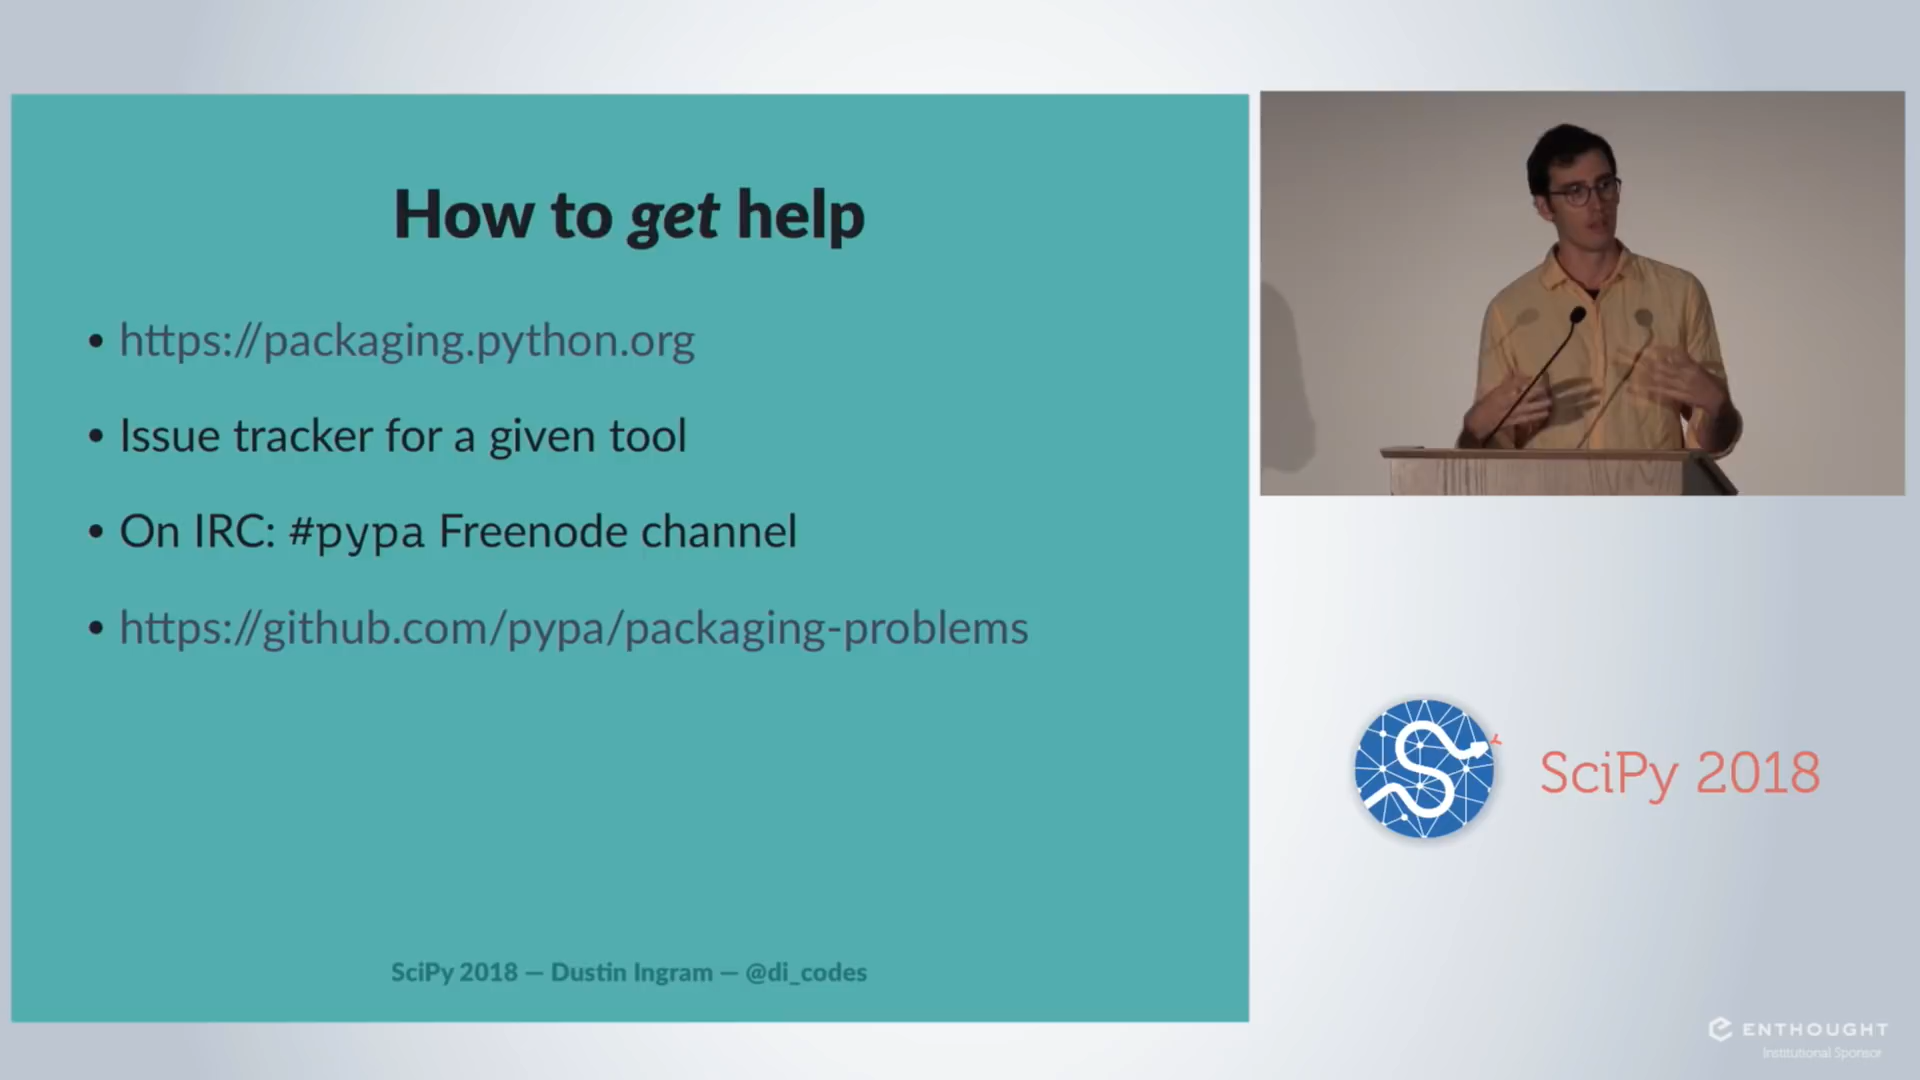 How to get help
• https://packaging.python.org
• Issue tracker for a given tool
• On IRC: #pypa Freenode channel
• https://github.com/pypa/packaging-problems
SciPy 2018 — Dustin Ingram — @di_codes
SciPy 2018
ENTHOUGHT
Institutional Sponsor